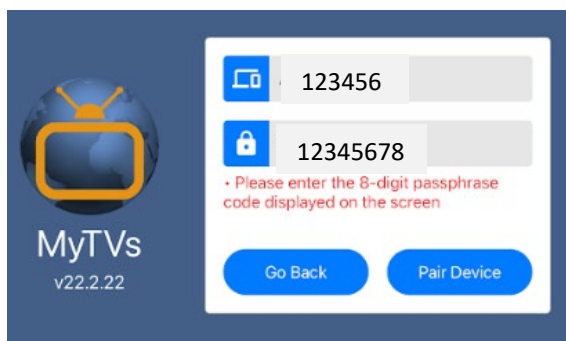 123456
12345678
• Please enter the 8-digit passphrase
code displayed on the screen
Go Back
Pair Device
MyTVs
v22.2.22